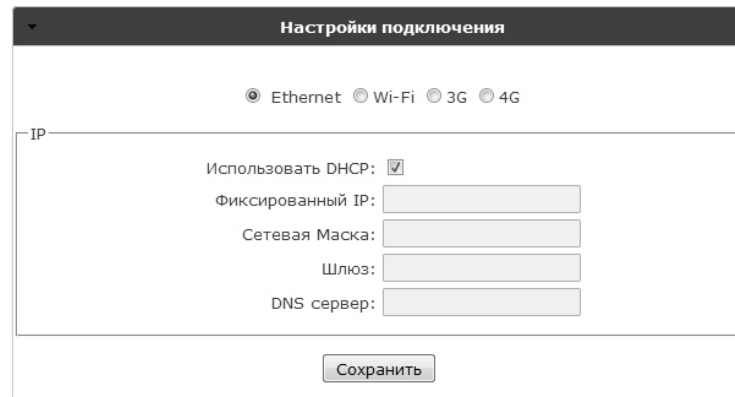 Настройки подключения
Ethernet Wi-Fi 3G 4G
IP
Использовать DHCP:
Фиксированный IP:
Сетевая Маска:
Шлюз:
DNS сервер:
Сохранить